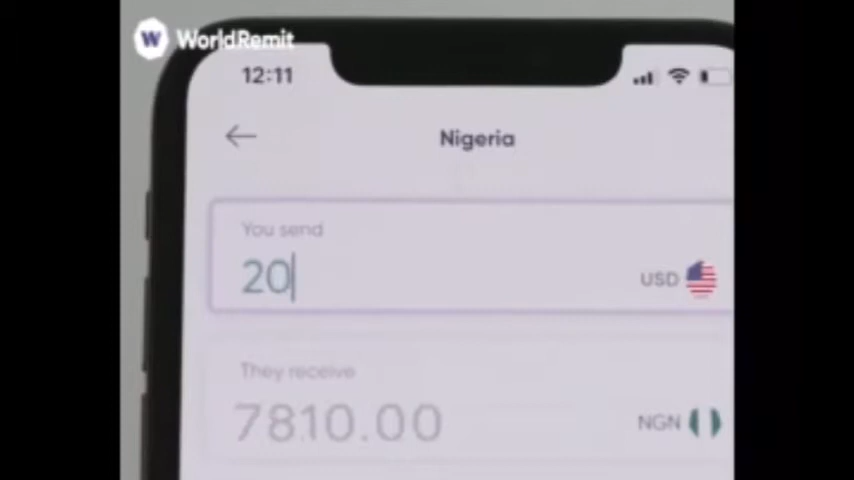 WorldRemit
12:11
Nigeria
You send
20
USD
They receive
7810.00
NGN